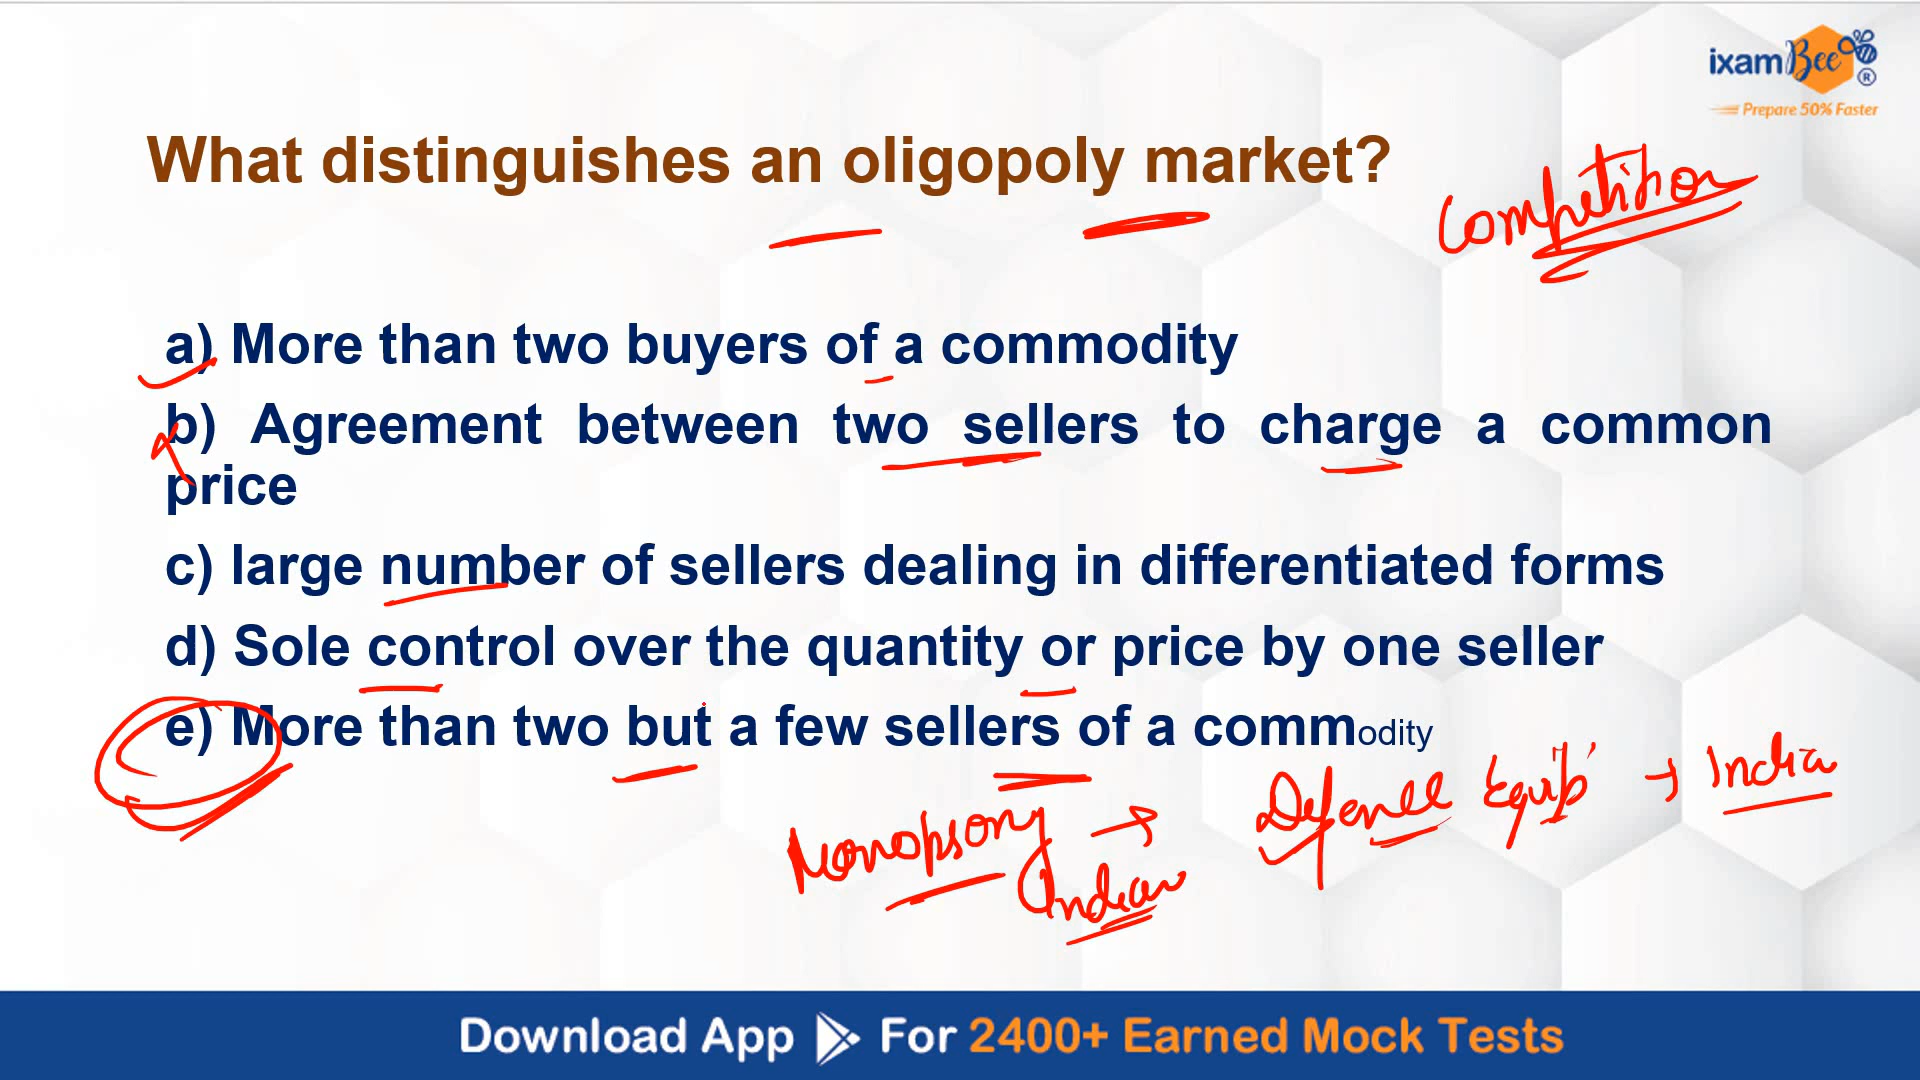 ixamBee
®
Prepare 50% Faster
What distinguishes an oligopoly market?
Competition
a) More than two buyers of a commodity
b) Agreement between two sellers to charge a common
price
c) large number of sellers dealing in differentiated forms
d) Sole control over the quantity or price by one seller
e) More than two but a few sellers of a commodity
Monopsony → Defence Equip → India
Indian
Download App For 2400+ Earned Mock Tests